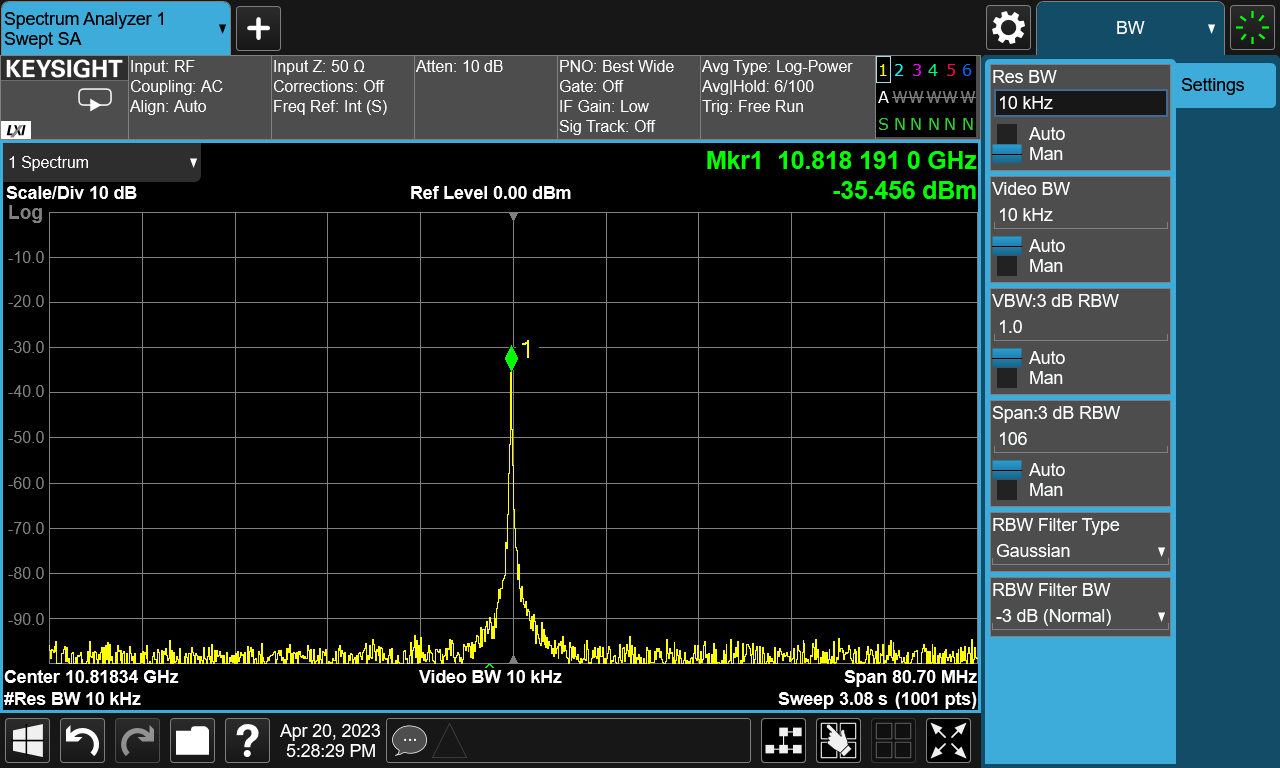 Spectrum Analyzer 1
Swept SA
BW
KEYSIGHT
LXI
Input: RF
Coupling: AC
Align: Auto
Input Z: 50 Ω
Corrections: Off
Freq Ref: Int (S)
Atten: 10 dB
PNO: Best Wide
Gate: Off
IF Gain: Low
Sig Track: Off
Avg Type: Log-Power
Avg|Hold: 6/100
Trig: Free Run
1 2 3 4 5 6
A W W W W W
S N N N N N
1 Spectrum
Scale/Div 10 dB
Ref Level 0.00 dBm
Mkr1 10.818 191 0 GHz
-35.456 dBm
Log
-10.0
-20.0
-30.0
-40.0
-50.0
-60.0
-70.0
-80.0
-90.0
1
Center 10.81834 GHz
Video BW 10 kHz
Span 80.70 MHz
#Res BW 10 kHz
Sweep 3.08 s (1001 pts)
Res BW
10 kHz
Auto
Man
Video BW
10 kHz
Auto
Man
VBW:3 dB RBW
1.0
Auto
Man
Span:3 dB RBW
106
Auto
Man
RBW Filter Type
Gaussian
RBW Filter BW
-3 dB (Normal)
Settings
?
Apr 20, 2023
5:28:29 PM